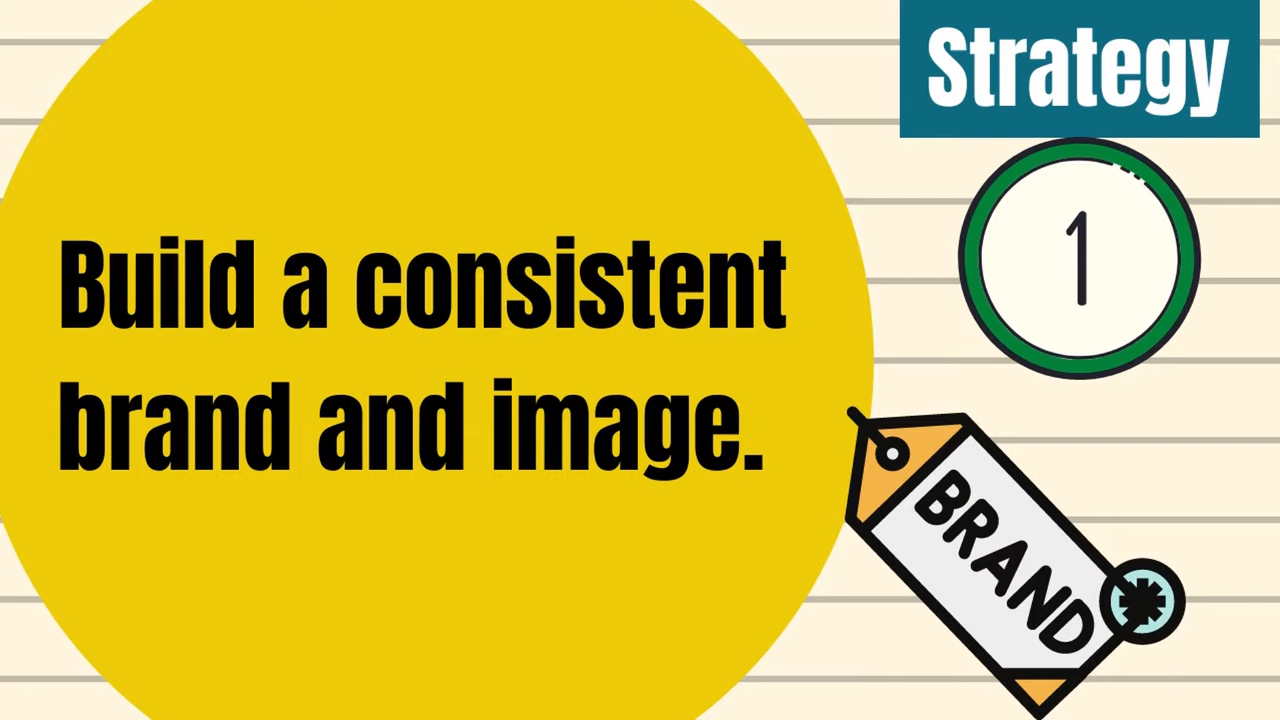 Strategy
1
Build a consistent
brand and image.
BRAND